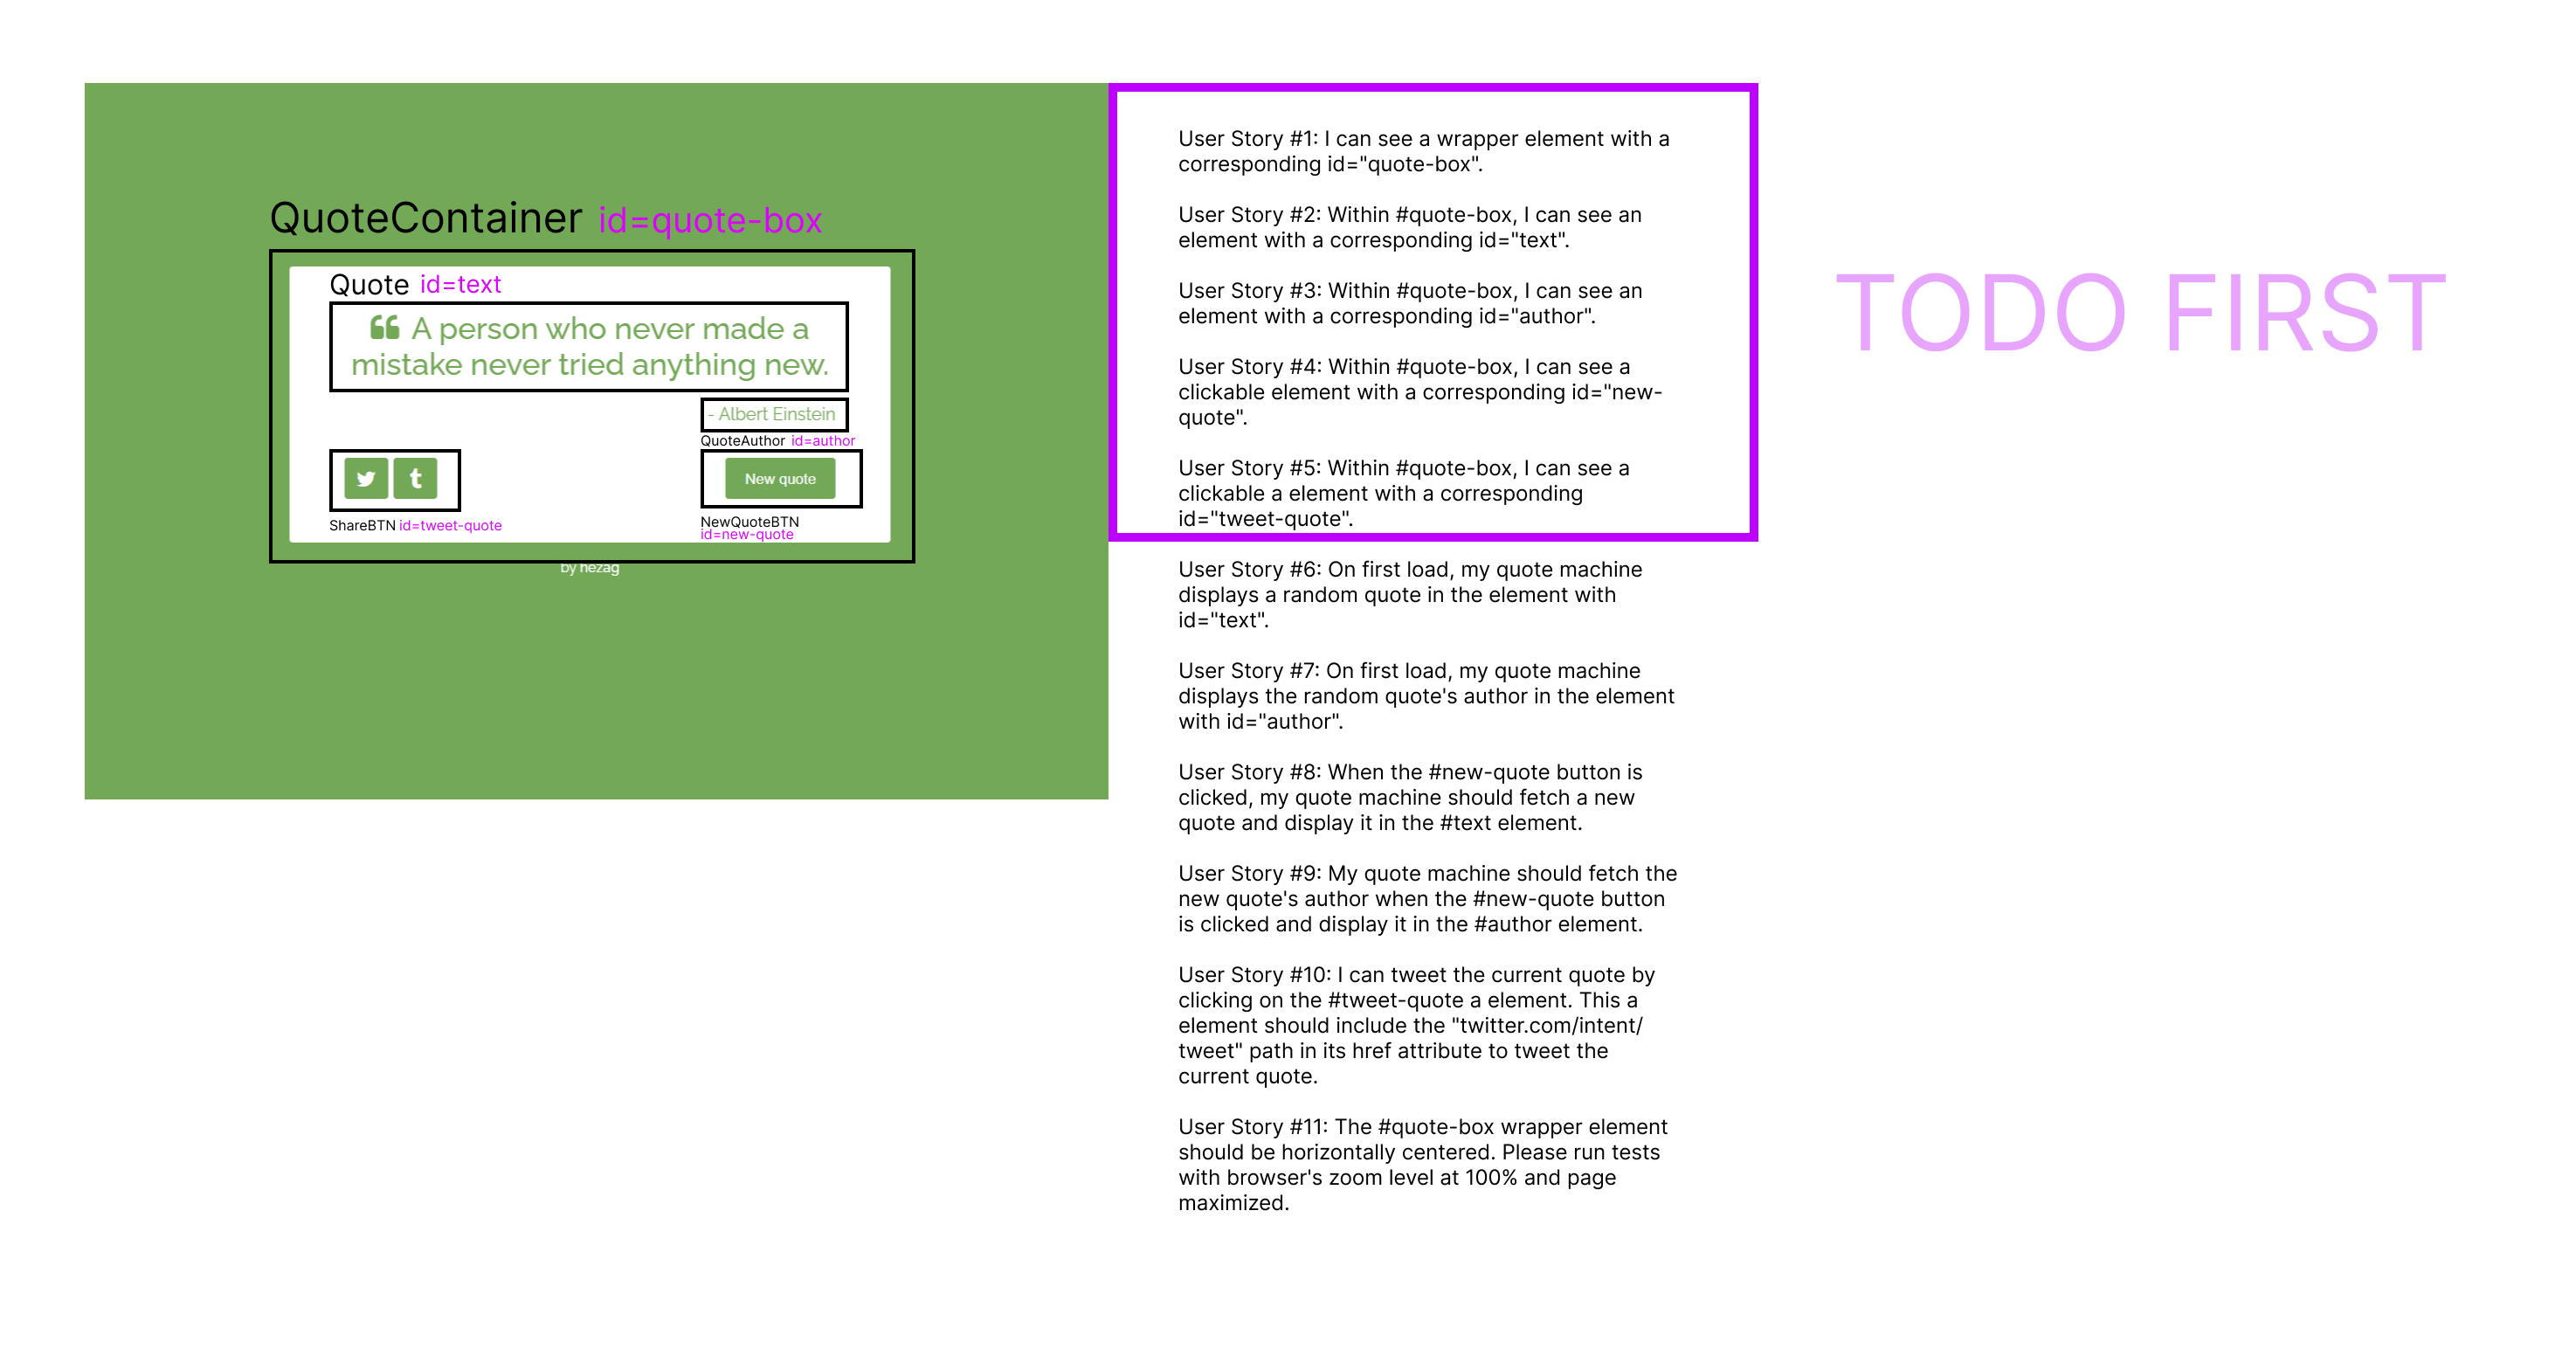 QuoteContainer id=quote-box
Quote id=text
A person who never made a
mistake never tried anything new.
- Albert Einstein
QuoteAuthor id=author
New quote
ShareBTN id=tweet-quote
NewQuoteBTN
id=new-quote
by hezag
User Story #1: I can see a wrapper element with a
corresponding id="quote-box".
User Story #2: Within #quote-box, I can see an
element with a corresponding id="text".
User Story #3: Within #quote-box, I can see an
element with a corresponding id="author".
User Story #4: Within #quote-box, I can see a
clickable element with a corresponding id="new-
quote".
User Story #5: Within #quote-box, I can see a
clickable a element with a corresponding
id="tweet-quote".
User Story #6: On first load, my quote machine
displays a random quote in the element with
id="text".
User Story #7: On first load, my quote machine
displays the random quote's author in the element
with id="author".
User Story #8: When the #new-quote button is
clicked, my quote machine should fetch a new
quote and display it in the #text element.
User Story #9: My quote machine should fetch the
new quote's author when the #new-quote button
is clicked and display it in the #author element.
User Story #10: I can tweet the current quote by
clicking on the #tweet-quote a element. This a
element should include the "twitter.com/intent/
tweet" path in its href attribute to tweet the
current quote.
User Story #11: The #quote-box wrapper element
should be horizontally centered. Please run tests
with browser's zoom level at 100% and page
maximized.
TODO FIRST